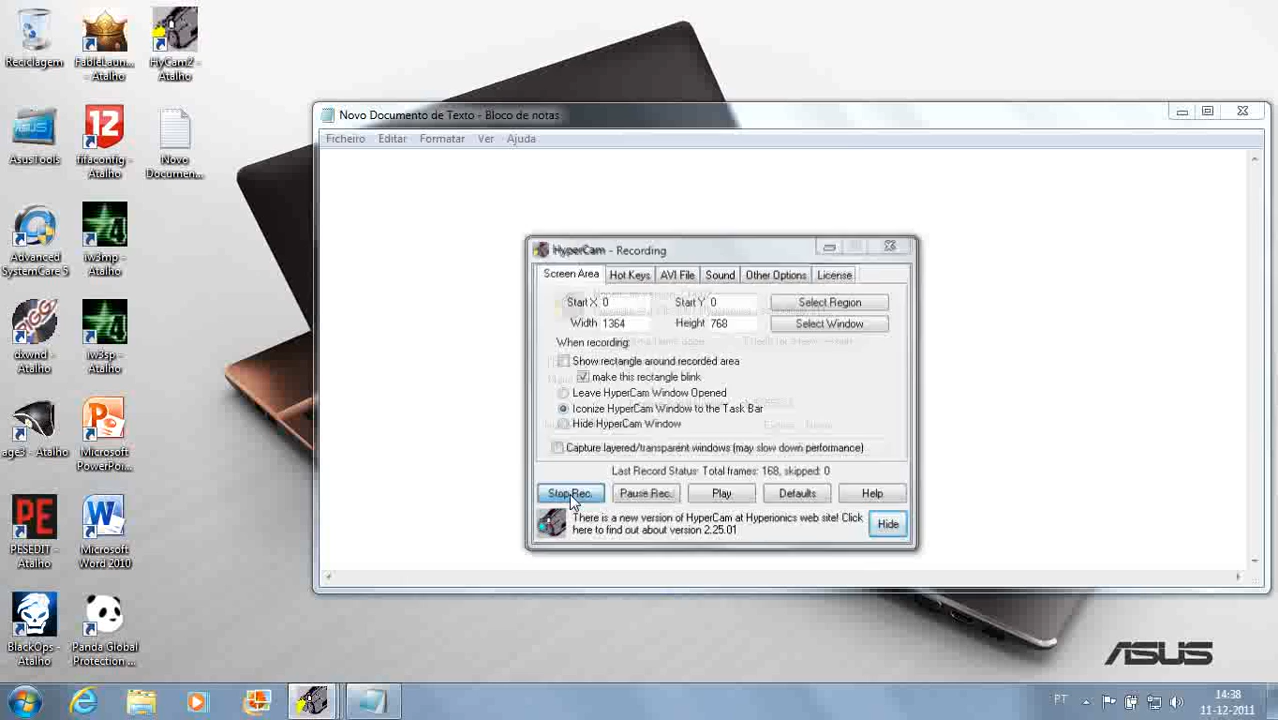 Reciclagem
FableLaun...
- Atalho
HyCam2 -
Atalho
AsusTools
12
fifaconfig -
Atalho
Novo
Documen...
Advanced
SystemCare 5
iw3mp -
Atalho
dxwnd -
Atalho
iw3sp -
Atalho
age3 - Atalho
Microsoft
PowerPoi...
PESEDIT -
Atalho
Microsoft
Word 2010
BlackOps -
Atalho
Panda Global
Protection ...
Novo Documento de Texto - Bloco de notas
Ficheiro Editar Formatar Ver Ajuda
HyperCam - Recording
Screen Area Hot Keys AVI File Sound Other Options License
Start X 0 Start Y 0 Select Region
Width 1364 Height 768 Select Window
When recording:
Show rectangle around recorded area
make this rectangle blink
Leave HyperCam Window Opened
Iconize HyperCam Window to the Task Bar
Hide HyperCam Window
Capture layered/transparent windows (may slow down performance)
Last Record Status: Total frames: 168, skipped: 0
Stop Rec. Pause Rec. Play Defaults Help
There is a new version of HyperCam at Hyperionics web site! Click
here to find out about version 2.25.01
Hide
ASUS
PT
14:38
11-12-2011